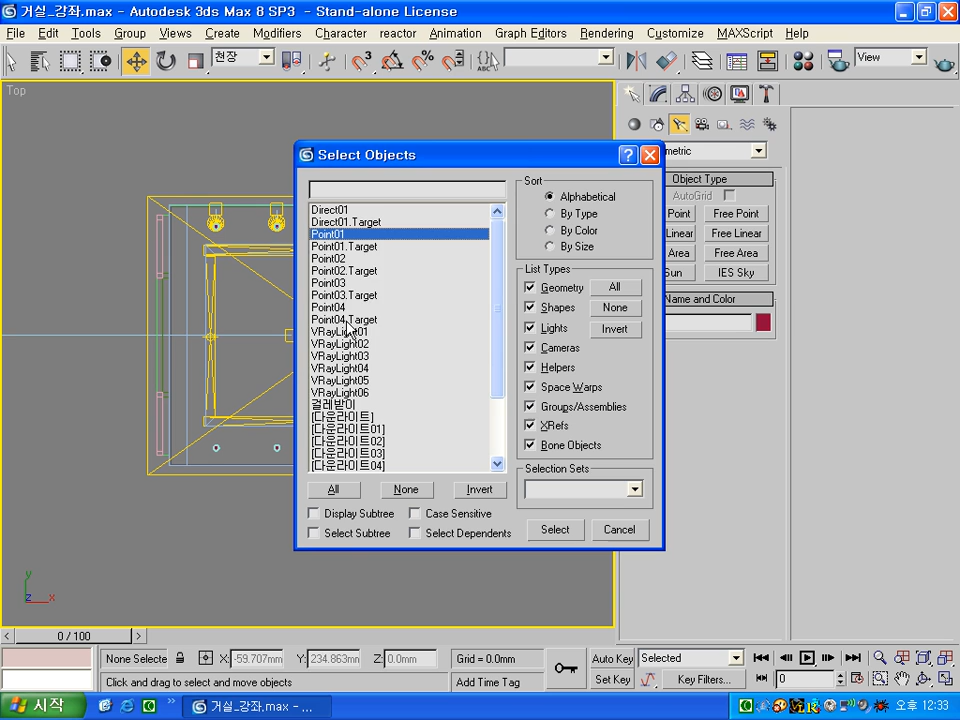 거실_강좌.max - Autodesk 3ds Max 8 SP3 - Stand-alone License
File Edit Tools Group Views Create Modifiers Character reactor Animation Graph Editors Rendering Customize MAXScript Help
천장
View
Top
Select Objects
Direct01
Direct01.Target
Point01
Point01.Target
Point02
Point02.Target
Point03
Point03.Target
Point04
Point04.Target
VRayLight01
VRayLight02
VRayLight03
VRayLight04
VRayLight05
VRayLight06
걸레받이
[다운라이트]
[다운라이트01]
[다운라이트02]
[다운라이트03]
[다운라이트04]
All None Invert
Display Subtree Case Sensitive
Select Subtree Select Dependents
Sort
Alphabetical
By Type
By Color
By Size
List Types
Geometry All
Shapes None
Lights Invert
Cameras
Helpers
Space Warps
Groups/Assemblies
XRefs
Bone Objects
Selection Sets
Select Cancel
metric
Object Type
AutoGrid
Point Free Point
Linear Free Linear
Area Free Area
Sun IES Sky
Name and Color
y
z x
0 / 100
None Selecte X: -59.707mm Y: 234.863mm Z: 0.0mm Grid = 0.0mm Auto Key Selected
Click and drag to select and move objects Add Time Tag Set Key Key Filters... 0
시작 거실_강좌.max - ... 오후 12:33